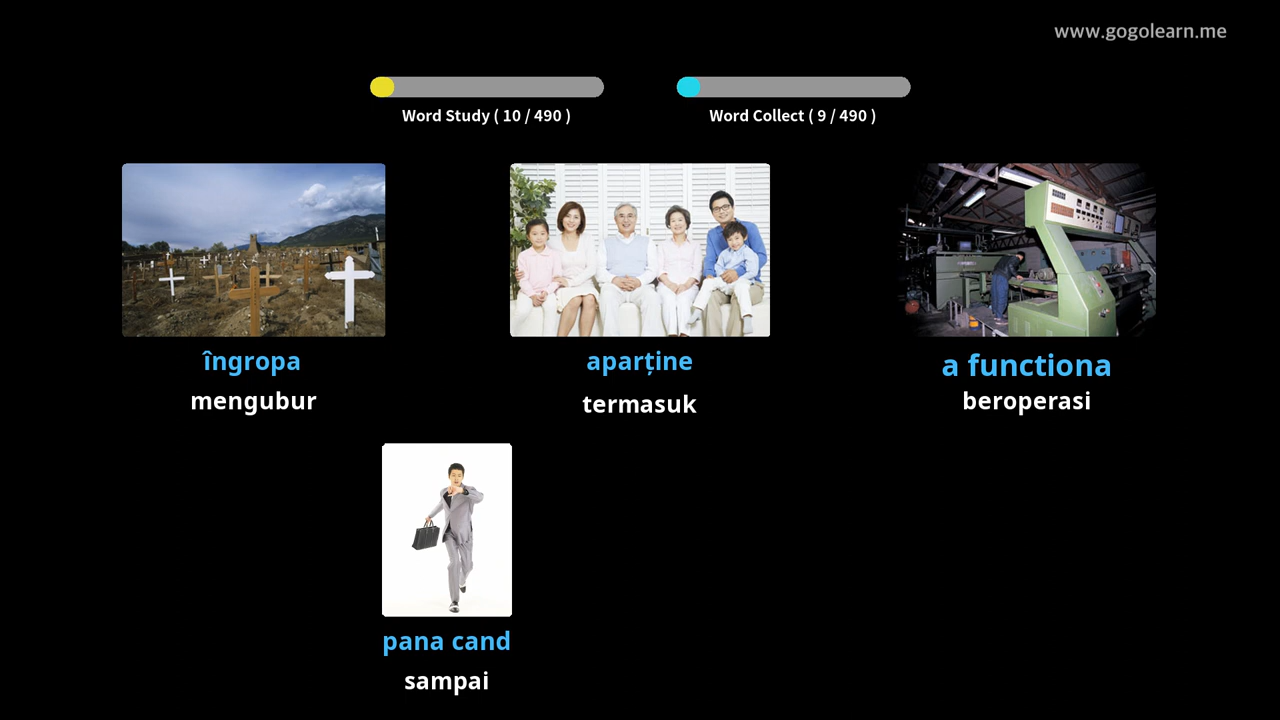 www.gogolearn.me
Word Study ( 10 / 490 )
Word Collect ( 9 / 490 )
îngropa
mengubur
aparține
termasuk
a functiona
beroperasi
pana cand
sampai